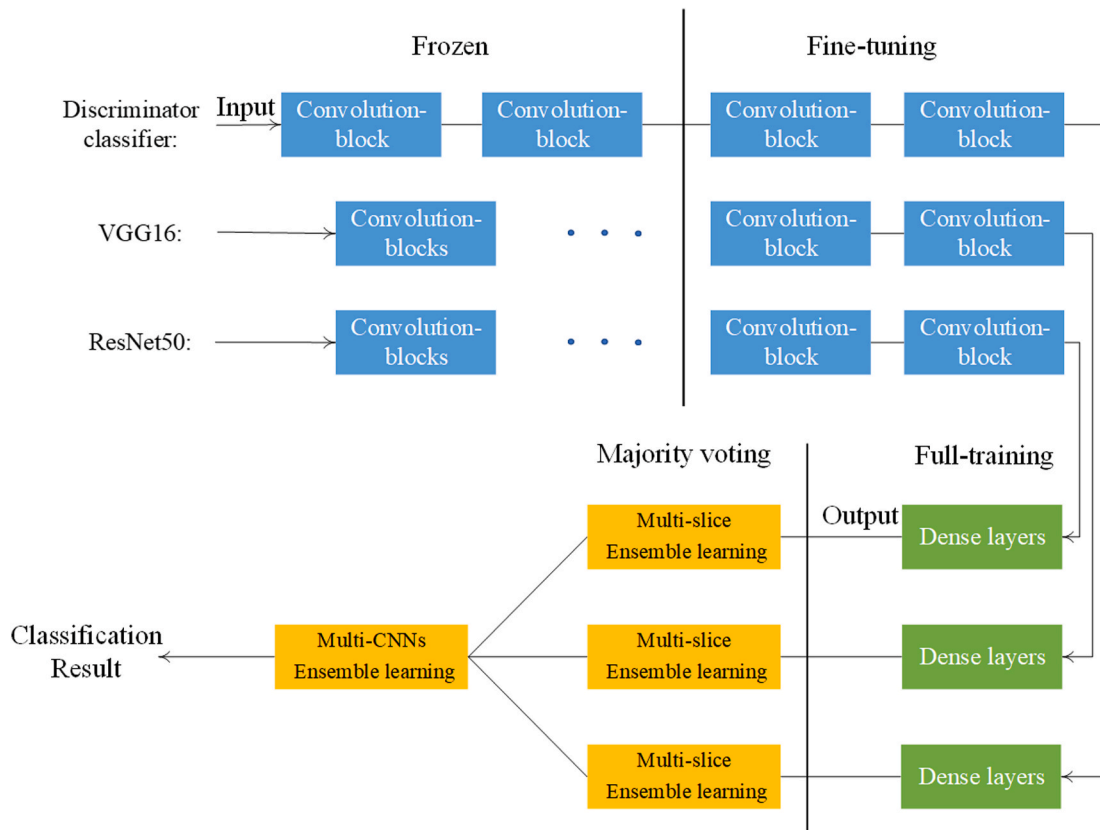 Frozen
Fine-tuning
Discriminator
classifier:
Input
Convolution-
block
Convolution-
block
Convolution-
block
Convolution-
block
VGG16:
Convolution-
blocks
Convolution-
block
Convolution-
block
ResNet50:
Convolution-
blocks
Convolution-
block
Convolution-
block
Majority voting
Full-training
Multi-slice
Ensemble learning
Output
Dense layers
Classification
Result
Multi-CNNs
Ensemble learning
Multi-slice
Ensemble learning
Dense layers
Multi-slice
Ensemble learning
Dense layers